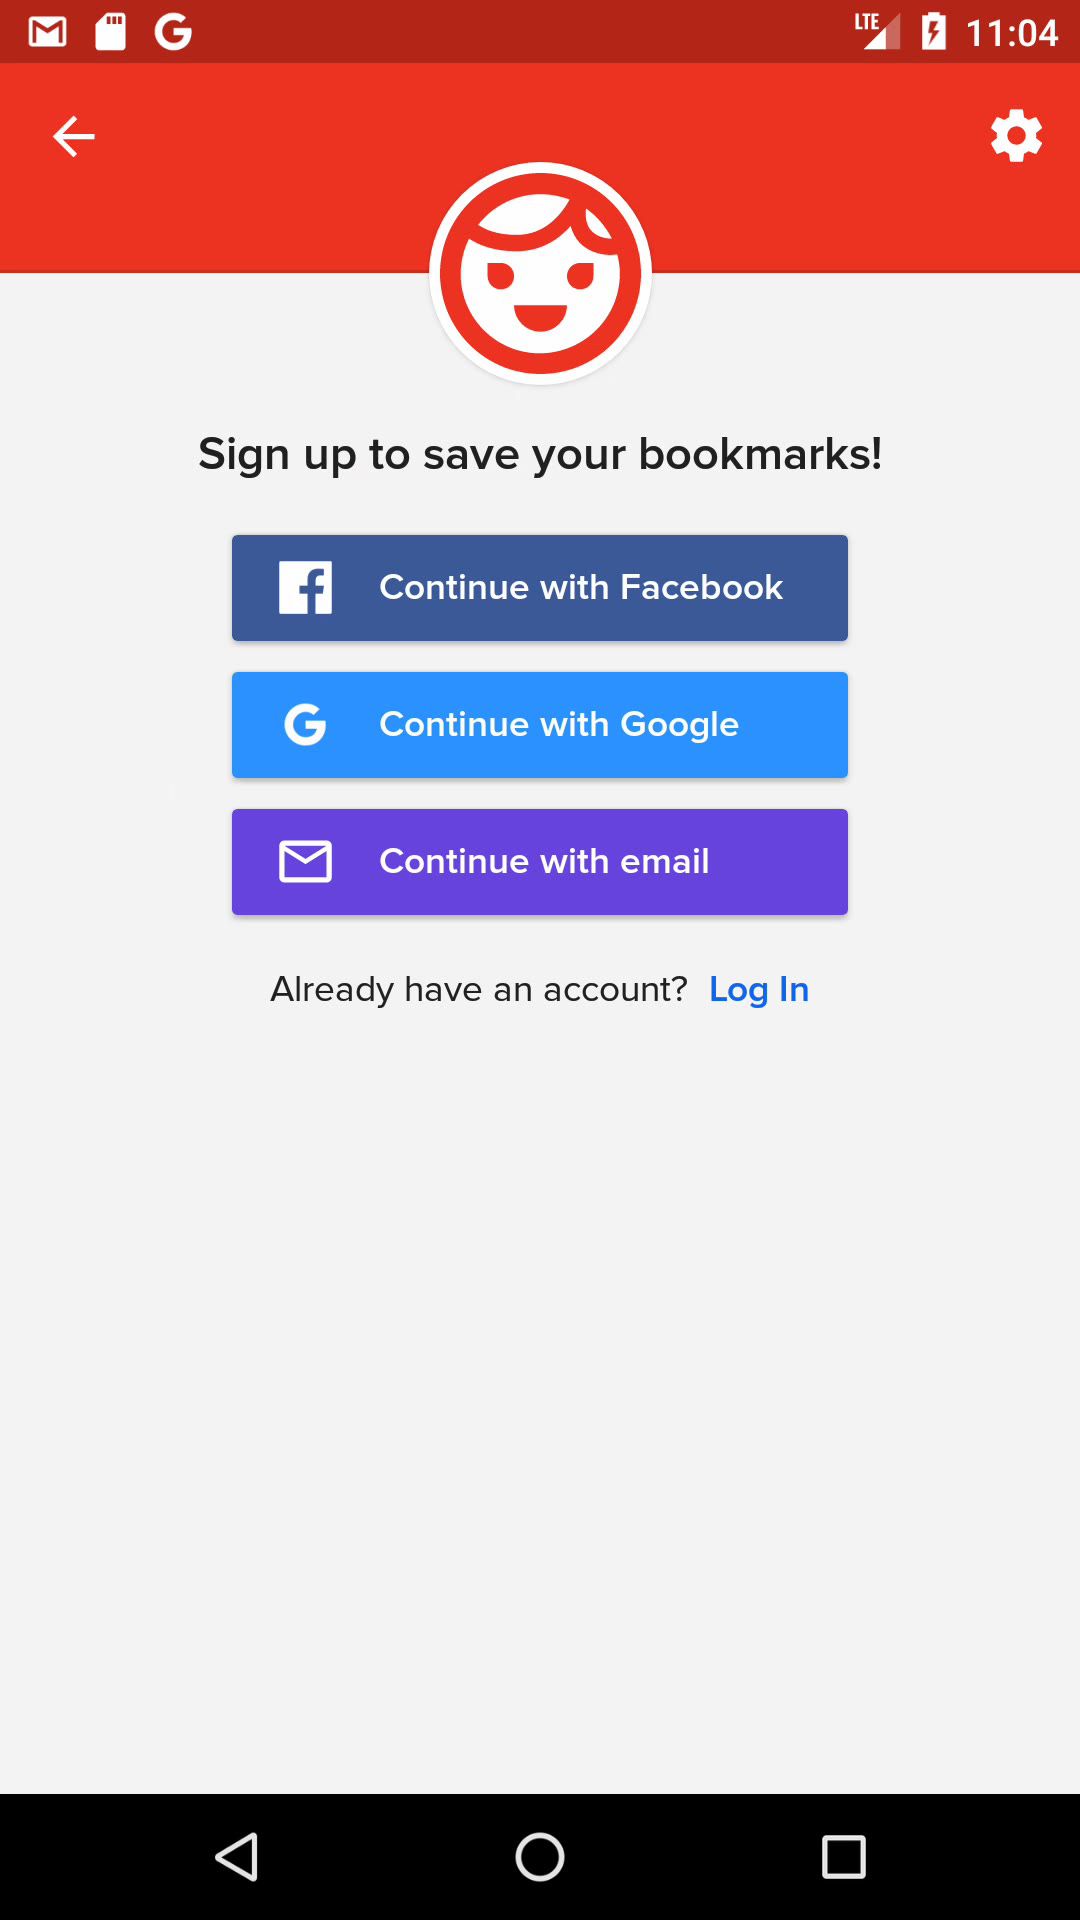 LTE 11:04
Sign up to save your bookmarks!
Continue with Facebook
Continue with Google
Continue with email
Already have an account? Log In